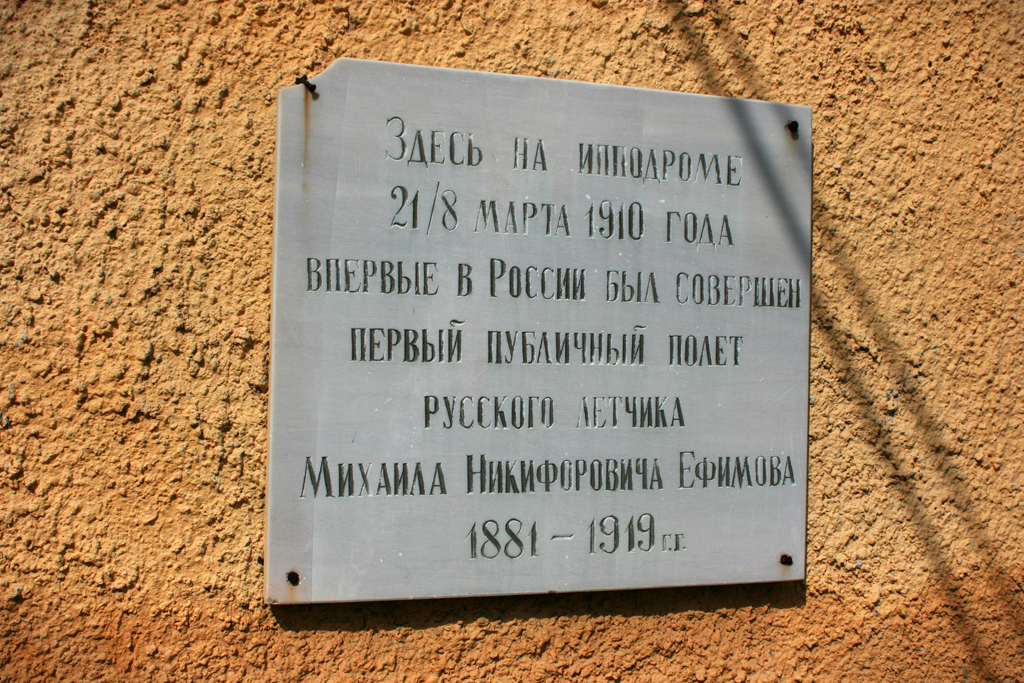 Здесь на ипподроме
21/8 марта 1910 года
впервые в России был совершен
первый публичный полет
русского летчика
Михаила Никифоровича Ефимова
1881 – 1919 г.г.